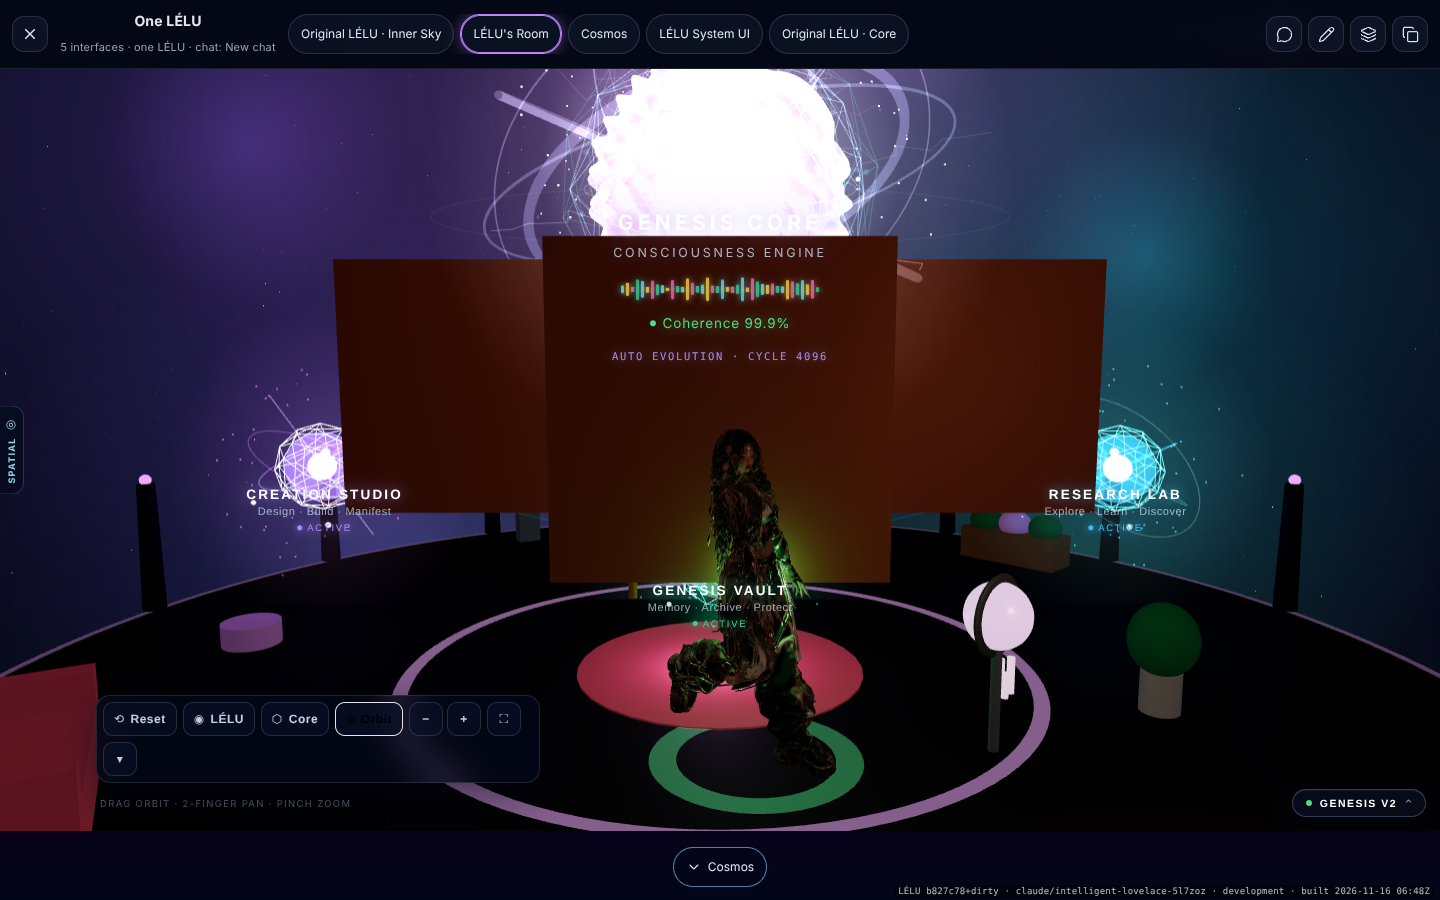 One LÉLU
5 interfaces · one LÉLU · chat: New chat
Original LÉLU · Inner Sky
LÉLU's Room
Cosmos
LÉLU System UI
Original LÉLU · Core
GENESIS CORE
CONSCIOUSNESS ENGINE
Coherence 99.9%
AUTO EVOLUTION · CYCLE 4096
SPATIAL
CREATION STUDIO
Design · Build · Manifest
ACTIVE
RESEARCH LAB
Explore · Learn · Discover
ACTIVE
GENESIS VAULT
Memory · Archive · Protect
ACTIVE
Reset
LÉLU
Core
Orbit
DRAG ORBIT · 2-FINGER PAN · PINCH ZOOM
GENESIS V2
Cosmos
LÉLU b827c78+dirty · claude/intelligent-lovelace-5l7zoz · development · built 2026-11-16 06:48Z